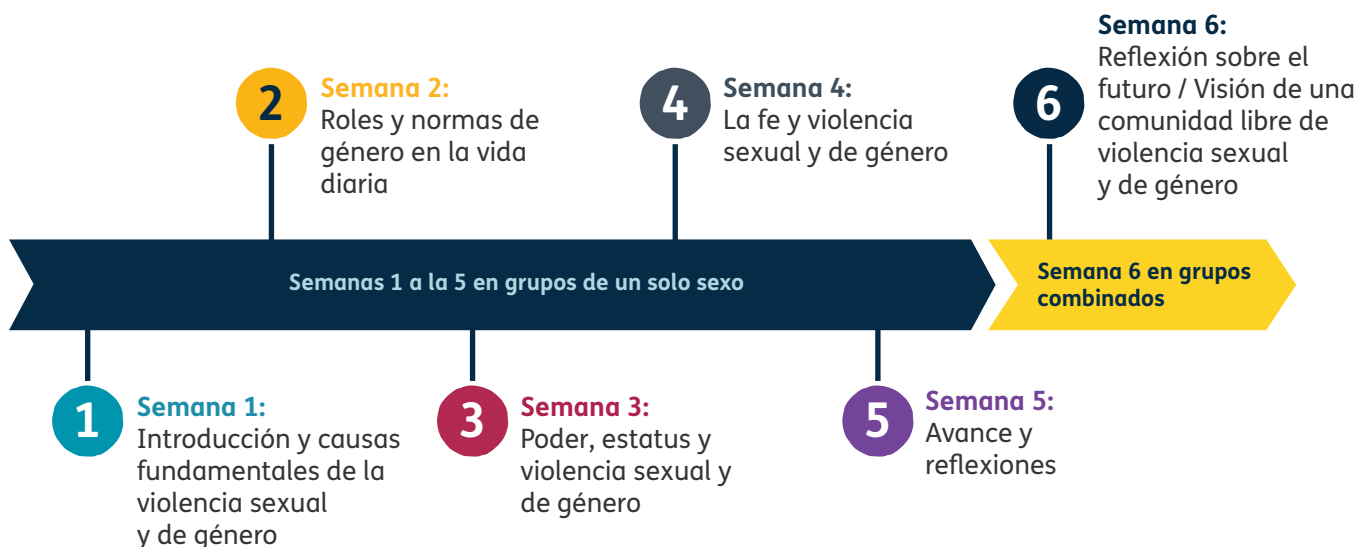 1
Semana 1:
Introducción y causas
fundamentales de la
violencia sexual
y de género
2
Semana 2:
Roles y normas de
género en la vida
diaria
3
Semana 3:
Poder, estatus y
violencia sexual y
de género
4
Semana 4:
La fe y violencia
sexual y de género
5
Semana 5:
Avance y
reflexiones
6
Semana 6:
Reflexión sobre el
futuro / Visión de una
comunidad libre de
violencia sexual
y de género
Semanas 1 a la 5 en grupos de un solo sexo
Semana 6 en grupos
combinados